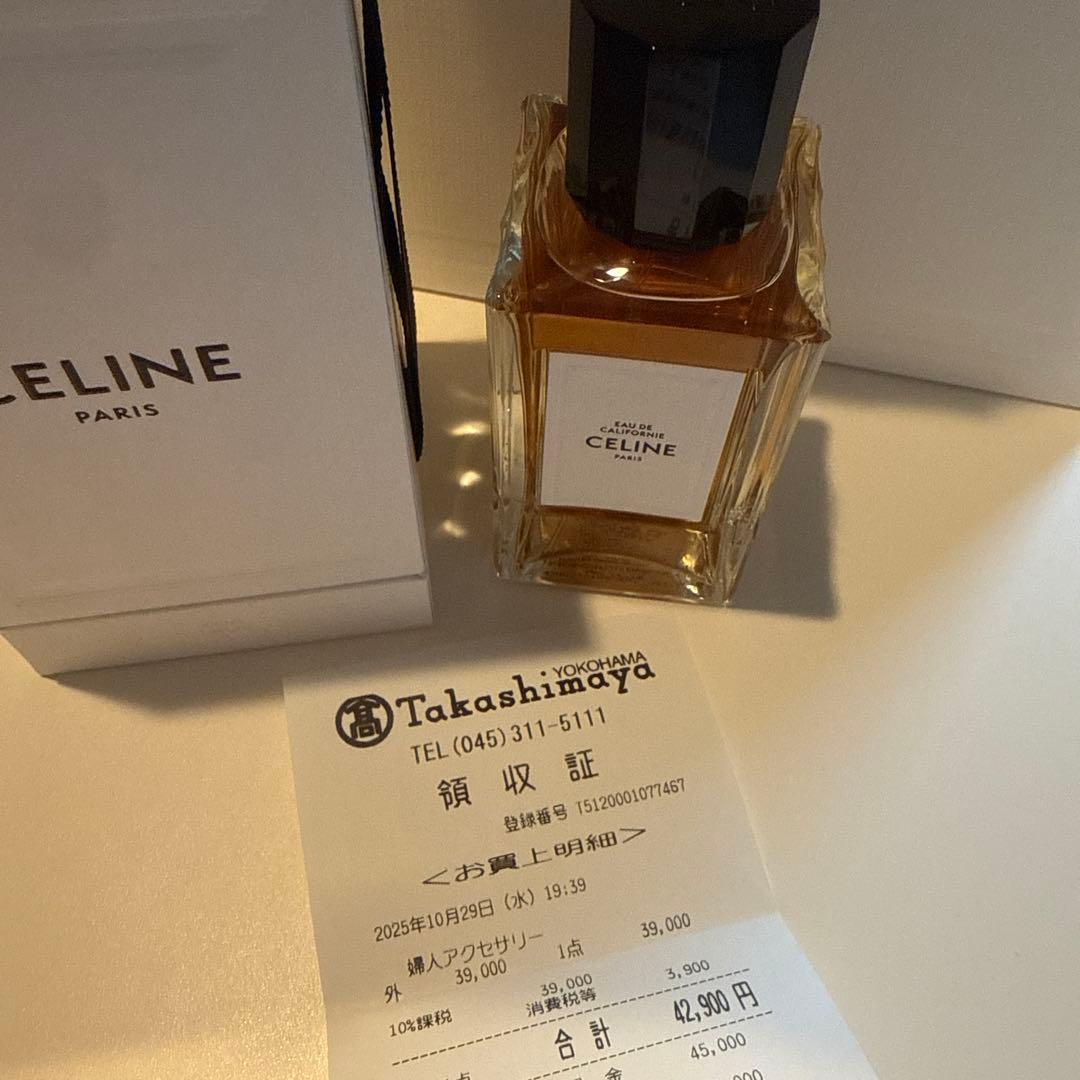 CELINE
PARIS
EAU DE
CALIFORNIE
CELINE
PARIS
高 Takashimaya
YOKOHAMA
TEL(045)311-5111
領収証
登録番号 T5120001077467
<お買上明細>
2025年10月29日(水) 19:39
婦人アクセサリー
外 39,000 1点 39,000
10%課税 39,000
消費税等 3,900
合計 42,900円
点 金 45,000